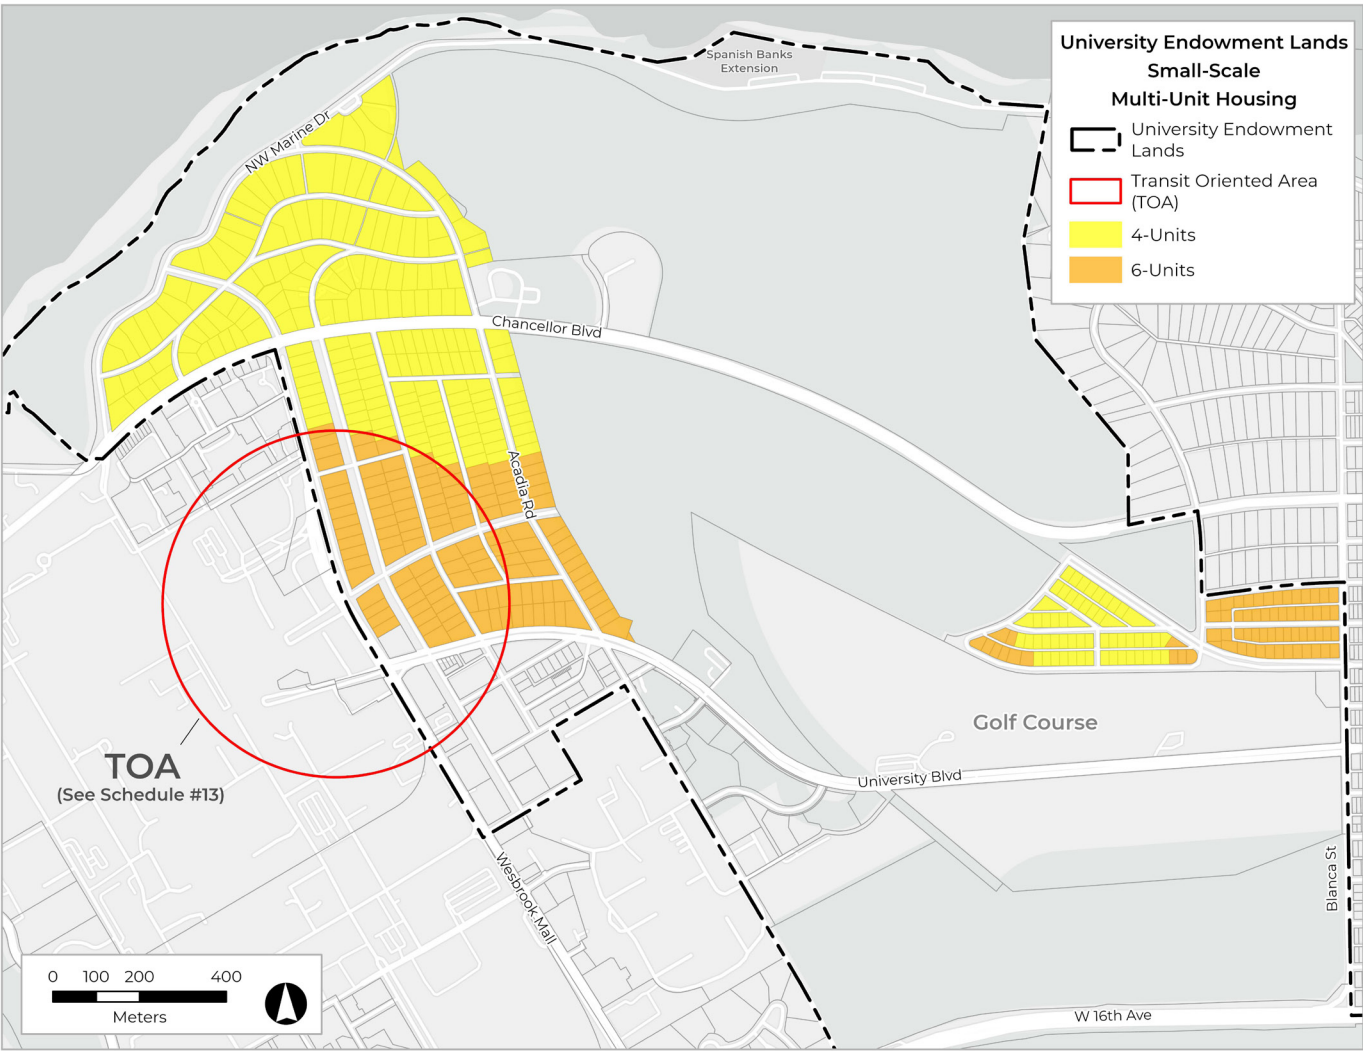 University Endowment Lands
Small-Scale
Multi-Unit Housing
University Endowment
Lands
Transit Oriented Area
(TOA)
4-Units
6-Units
Spanish Banks
Extension
NW Marine Dr
Chancellor Blvd
Acadia Rd
Golf Course
TOA
(See Schedule #13)
University Blvd
Wesbrook Mall
Blanca St
W 16th Ave
0 100 200 400
Meters